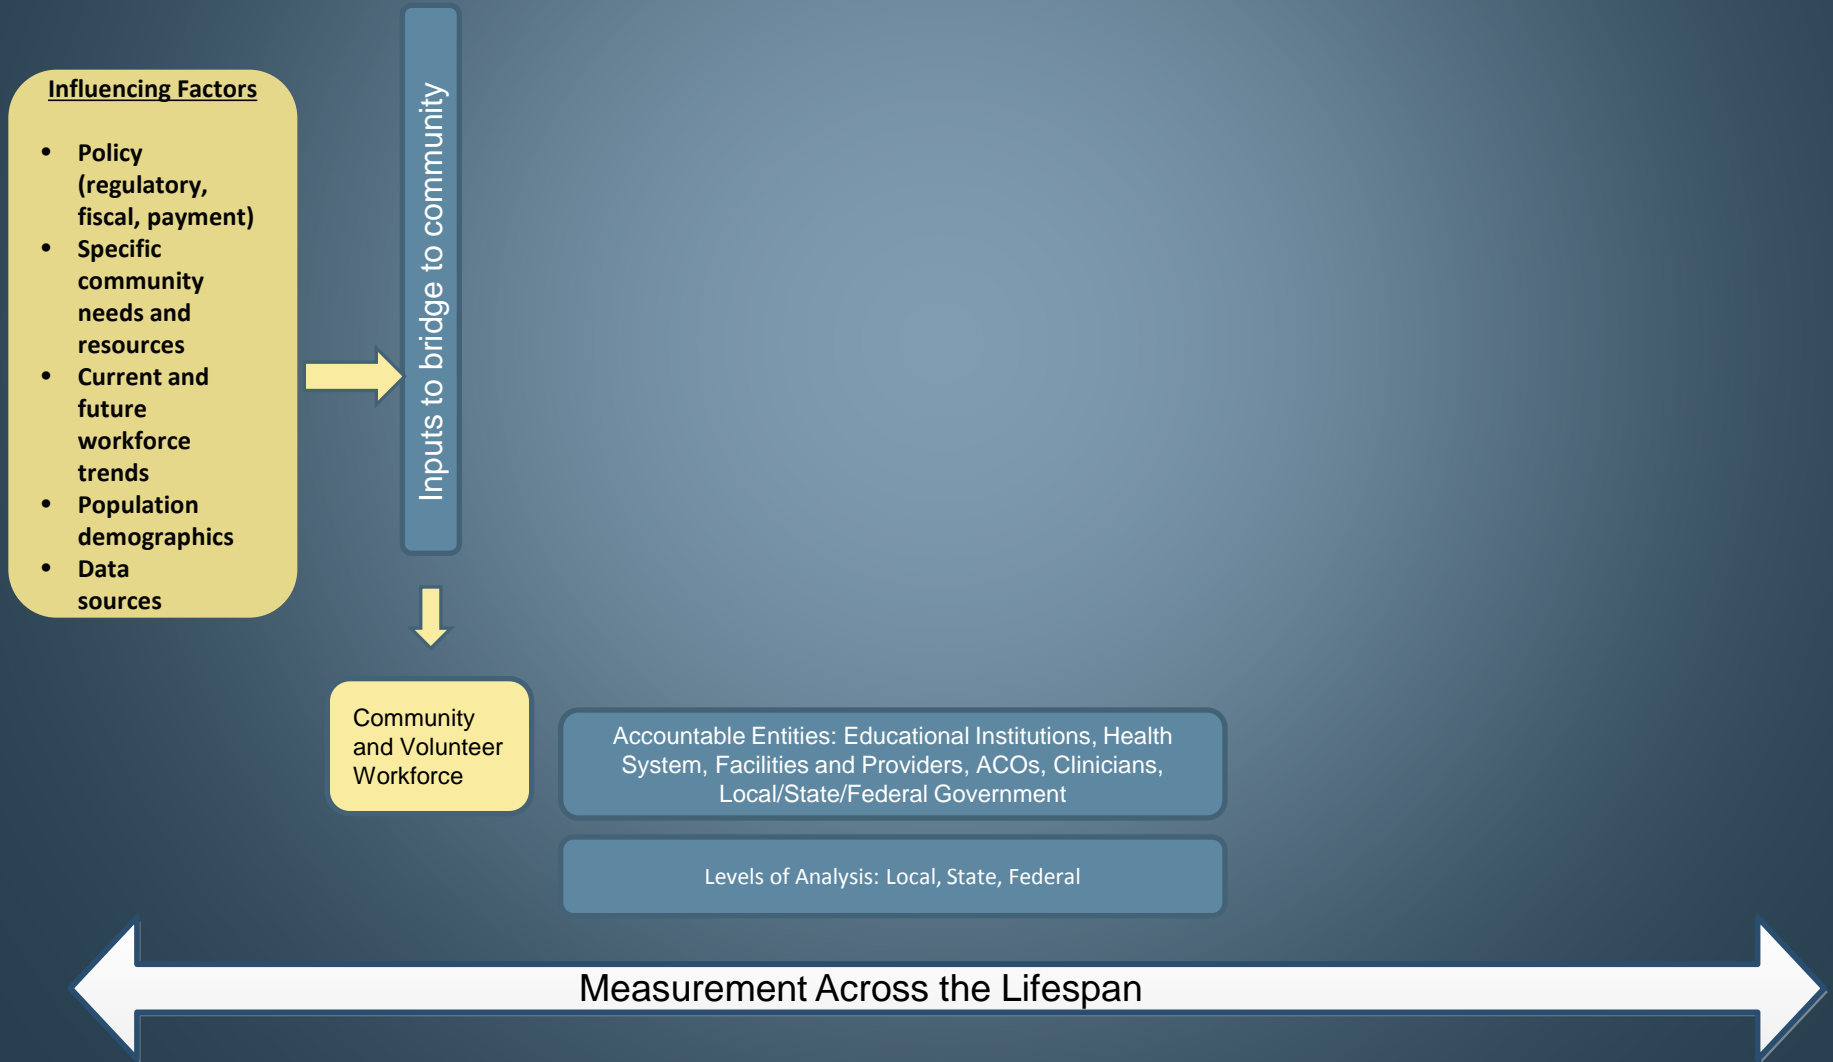 Influencing Factors
• Policy
(regulatory,
fiscal, payment)
• Specific
community
needs and
resources
• Current and
future
workforce
trends
• Population
demographics
• Data
sources
Inputs to bridge to community
Community
and Volunteer
Workforce
Accountable Entities: Educational Institutions, Health
System, Facilities and Providers, ACOs, Clinicians,
Local/State/Federal Government
Levels of Analysis: Local, State, Federal
Measurement Across the Lifespan